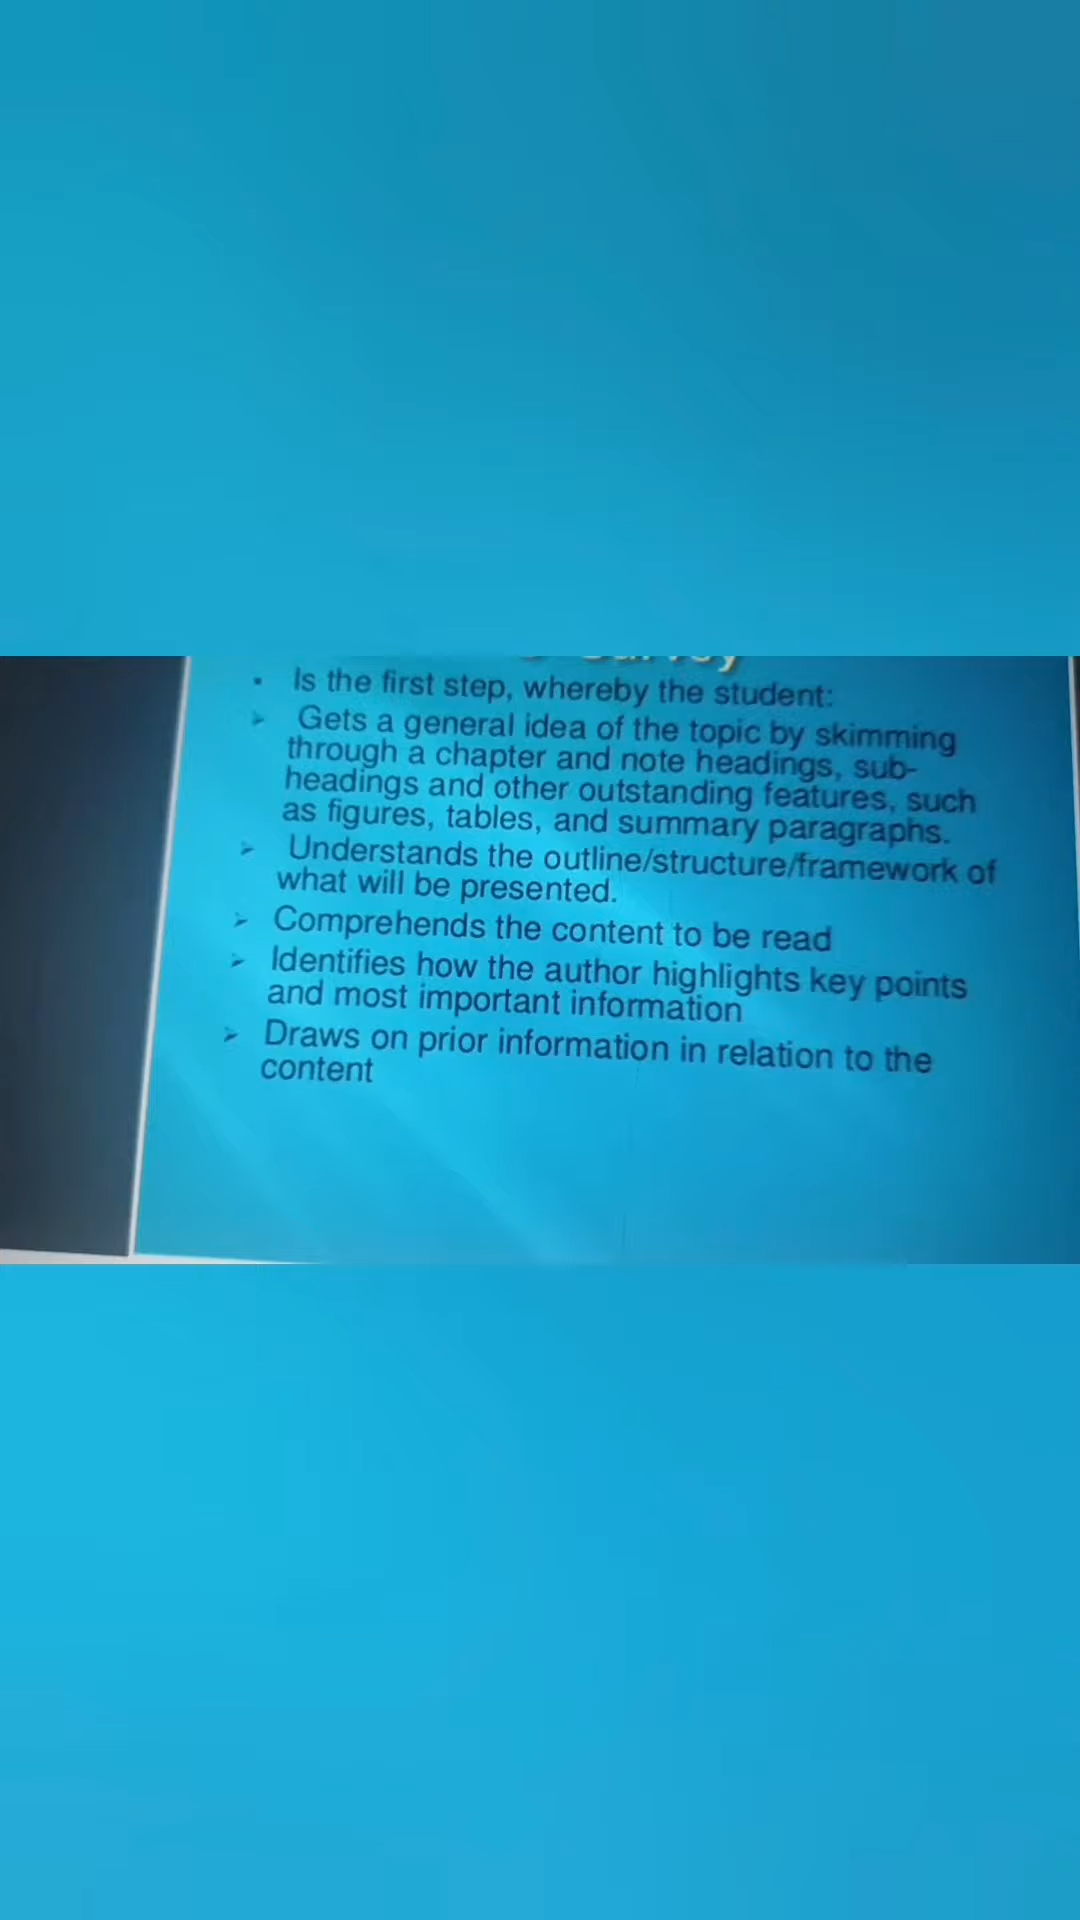 Survey
Is the first step, whereby the student:
Gets a general idea of the topic by skimming
through a chapter and note headings, sub-
headings and other outstanding features, such
as figures, tables, and summary paragraphs.
Understands the outline/structure/framework of
what will be presented.
Comprehends the content to be read
Identifies how the author highlights key points
and most important information
Draws on prior information in relation to the
content